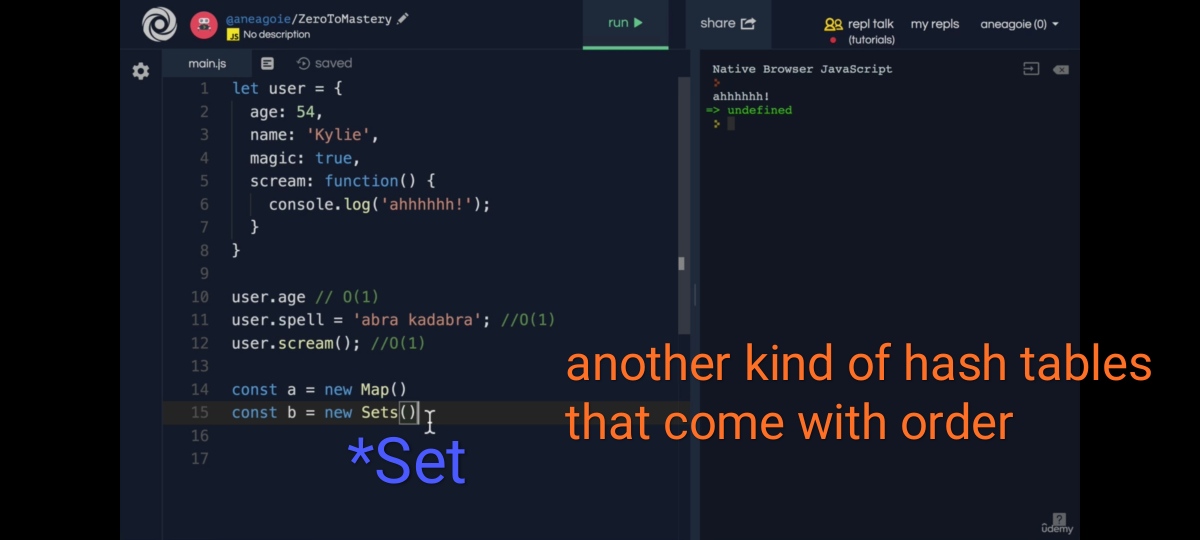 @aneagoie/ZeroToMastery
No description
run
share
repl talk
(tutorials)
my repls
aneagoie (0)
main.js
saved
1 let user = {
2 age: 54,
3 name: 'Kylie',
4 magic: true,
5 scream: function() {
6 console.log('ahhhhhh!');
7 }
8 }
9
10 user.age // O(1)
11 user.spell = 'abra kadabra'; //O(1)
12 user.scream(); //O(1)
13
14 const a = new Map()
15 const b = new Sets()
16
17
*Set
Native Browser JavaScript
ahhhhhh!
=> undefined
another kind of hash tables
that come with order
udemy